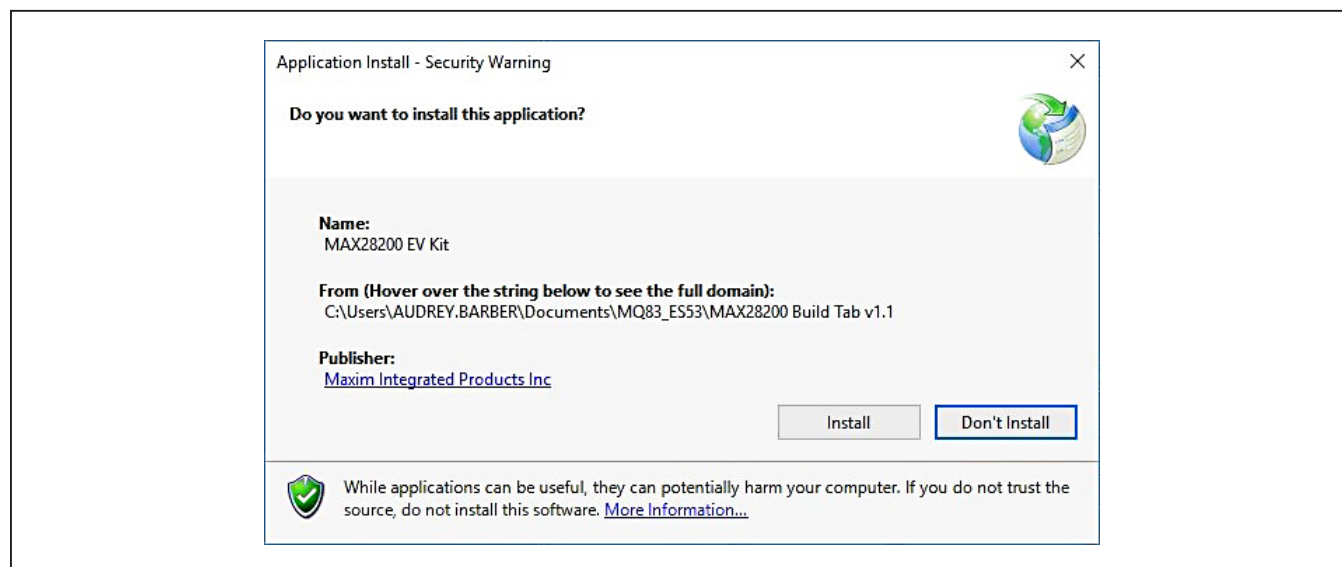 Application Install - Security Warning
Do you want to install this application?
Name:
MAX28200 EV Kit
From (Hover over the string below to see the full domain):
C:\Users\AUDREY.BARBER\Documents\MQ83_ES53\MAX28200 Build Tab v1.1
Publisher:
Maxim Integrated Products Inc
Install
Don't Install
While applications can be useful, they can potentially harm your computer. If you do not trust the
source, do not install this software. More Information...